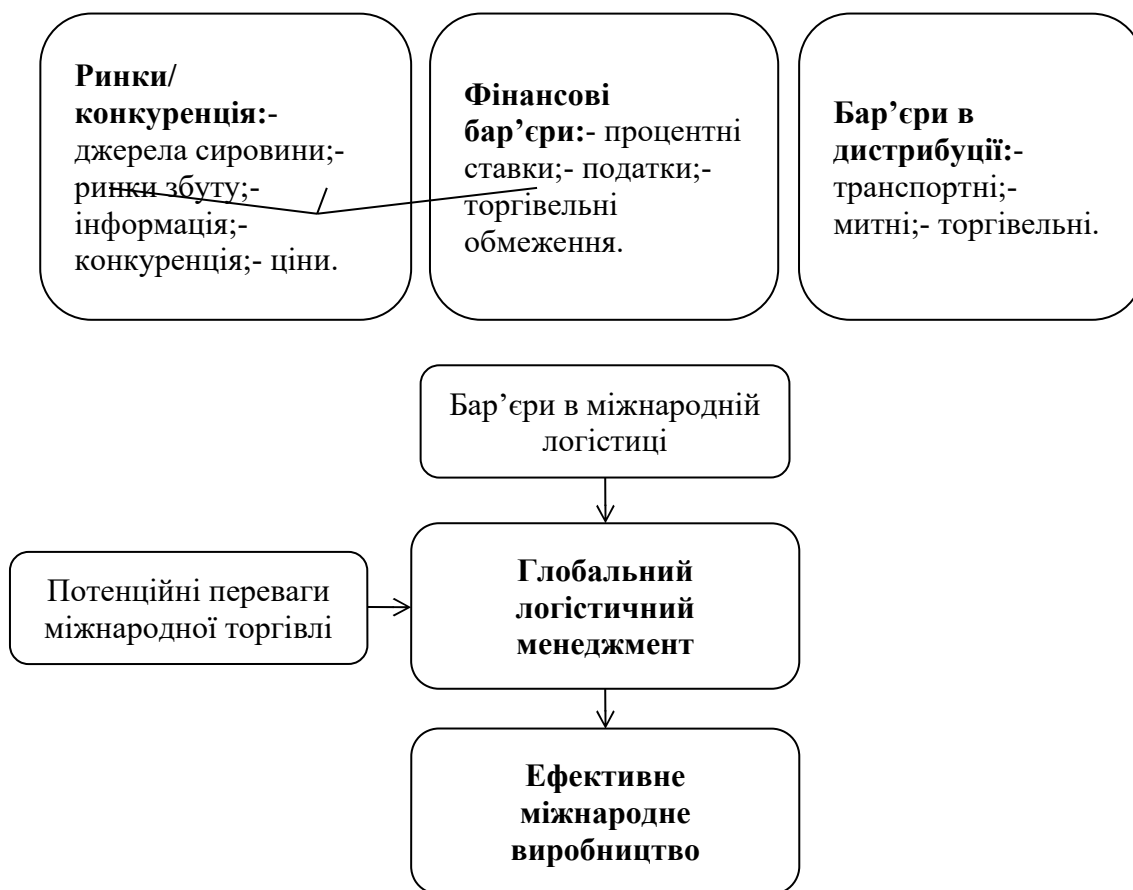 Ринки/
конкуренція:-
джерела сировини;-
ринки збуту;-
інформація;-
конкуренція;- ціни.
Фінансові
бар’єри:- процентні
ставки;- податки;-
торгівельні
обмеження.
Бар’єри в
дистрибуції:-
транспортні;-
митні;- торгівельні.
Бар’єри в міжнародній
логістиці
Потенційні переваги
міжнародної торгівлі
Глобальний
логістичний
менеджмент
Ефективне
міжнародне
виробництво